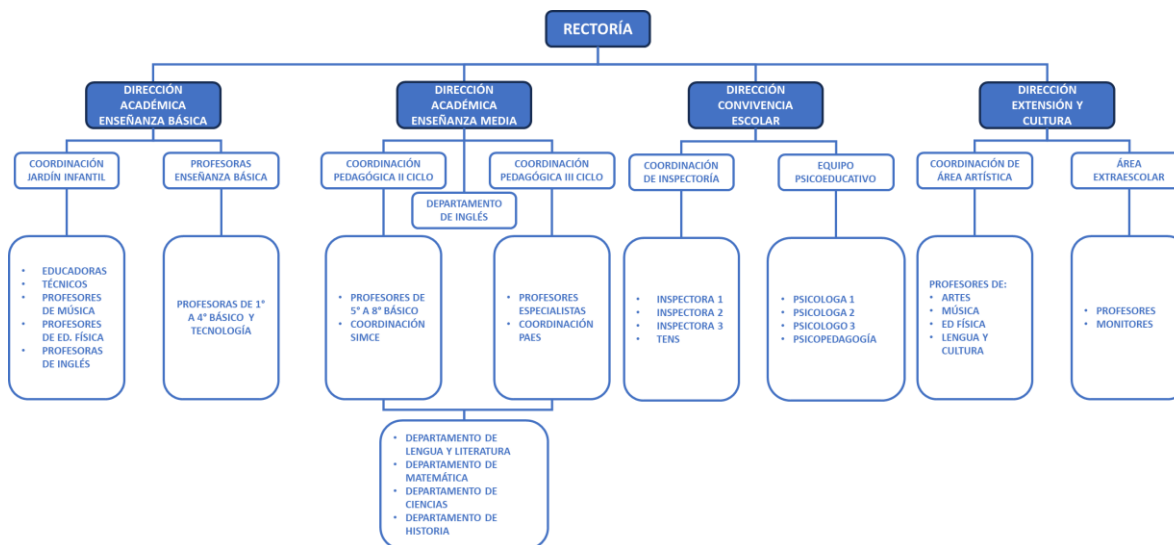 RECTORÍA
DIRECCIÓN
ACADÉMICA
ENSEÑANZA BÁSICA
DIRECCIÓN
ACADÉMICA
ENSEÑANZA MEDIA
DIRECCIÓN
CONVIVENCIA
ESCOLAR
DIRECCIÓN
EXTENSIÓN Y
CULTURA
COORDINACIÓN
JARDÍN INFANTIL
PROFESORAS
ENSEÑANZA BÁSICA
COORDINACIÓN
PEDAGÓGICA II CICLO
COORDINACIÓN
PEDAGÓGICA III CICLO
COORDINACIÓN
DE INSPECTORÍA
EQUIPO
PSICOEDUCATIVO
COORDINACIÓN DE
ÁREA ARTÍSTICA
ÁREA
EXTRAESCOLAR
DEPARTAMENTO
DE INGLÉS
• EDUCADORAS
• TÉCNICOS
• PROFESORES
DE MÚSICA
• PROFESORES
DE ED. FÍSICA
• PROFESORAS
DE INGLÉS
PROFESORAS DE 1°
A 4° BÁSICO Y
TECNOLOGÍA
• PROFESORES DE
5° A 8° BÁSICO
• COORDINACIÓN
SIMCE
• PROFESORES
ESPECIALISTAS
• COORDINACIÓN
PAES
• INSPECTORA 1
• INSPECTORA 2
• INSPECTORA 3
• TENS
• PSICOLOGA 1
• PSICOLOGA 2
• PSICOLOGO 3
• PSICOPEDAGOGÍA
PROFESORES DE:
• ARTES
• MÚSICA
• ED FÍSICA
• LENGUA Y
CULTURA
• PROFESORES
• MONITORES
• DEPARTAMENTO DE
LENGUA Y LITERATURA
• DEPARTAMENTO DE
MATEMÁTICA
• DEPARTAMENTO DE
CIENCIAS
• DEPARTAMENTO DE
HISTORIA